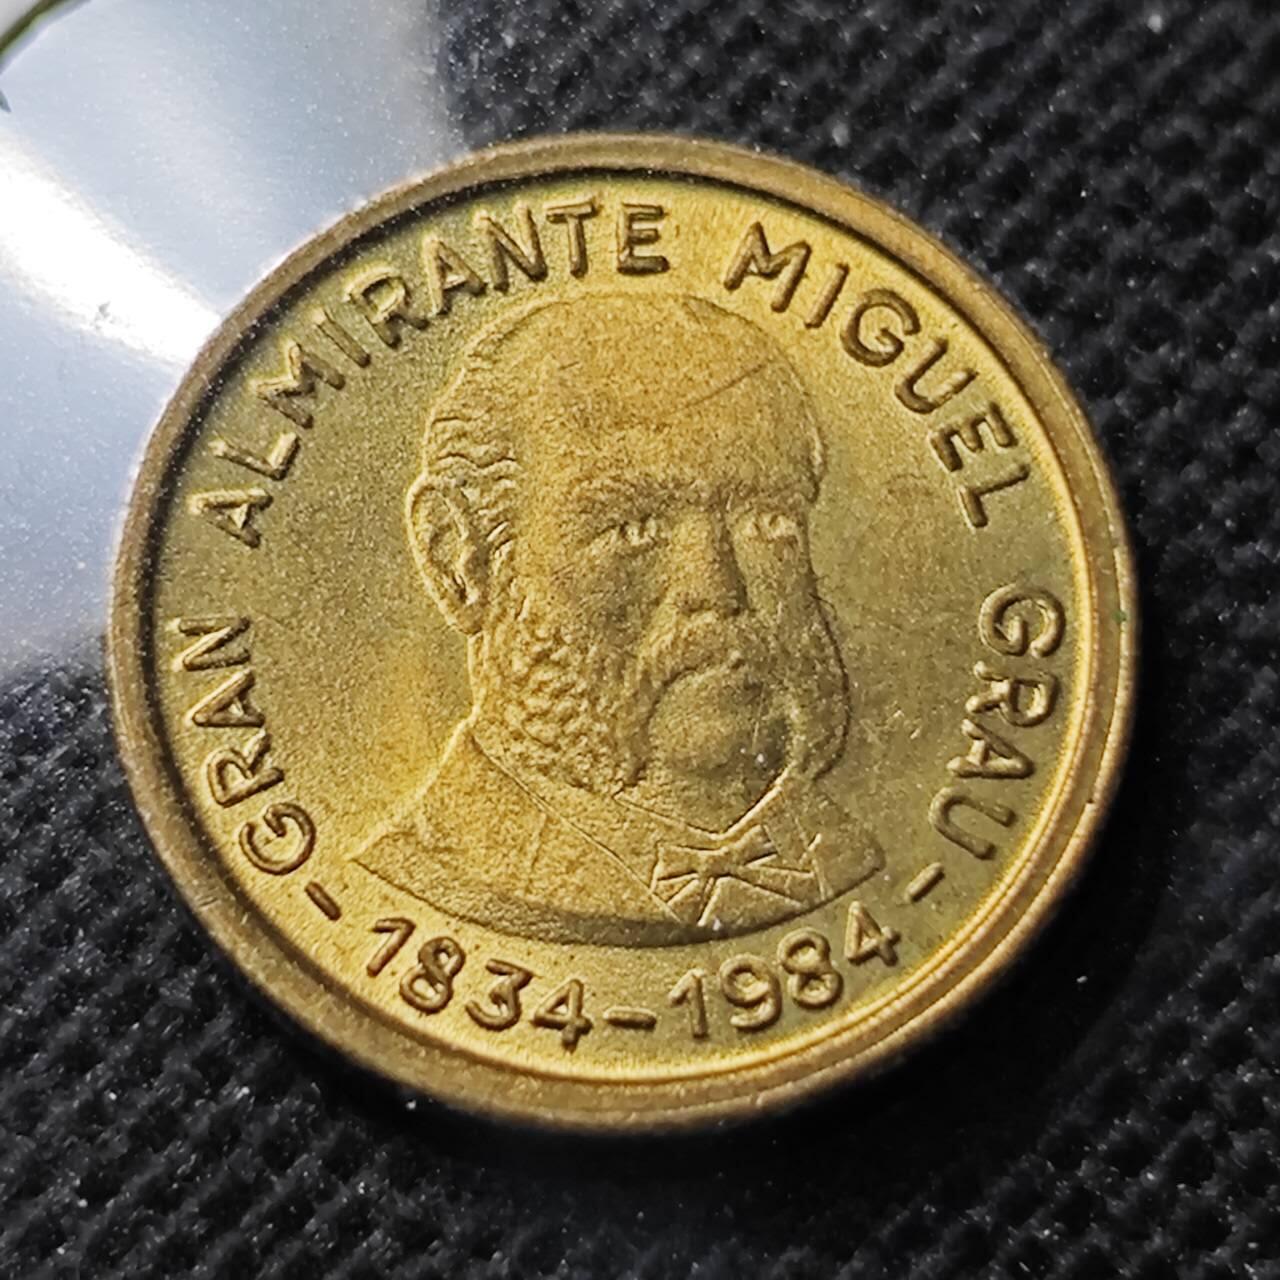 GRAN ALMIRANTE MIGUEL GRAU
- 1834-1984 -